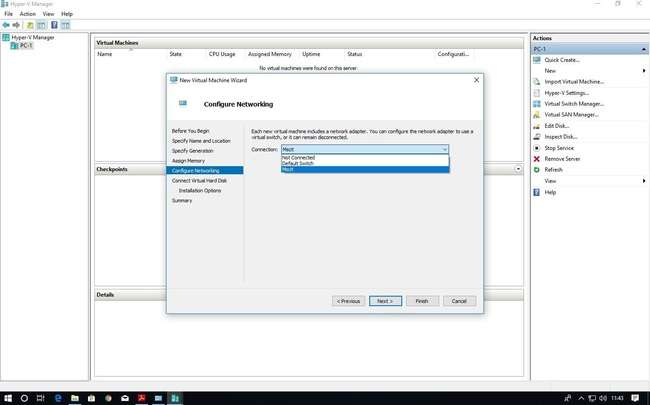 Hyper-V Manager
File Action View Help
Hyper-V Manager
PC-1
Virtual Machines
Name State CPU Usage Assigned Memory Uptime Status Configurati...
No virtual machines were found on this server.
New Virtual Machine Wizard
Configure Networking
Before You Begin
Specify Name and Location
Specify Generation
Assign Memory
Configure Networking
Connect Virtual Hard Disk
Installation Options
Summary
Each new virtual machine includes a network adapter. You can configure the network adapter to use a
virtual switch, or it can remain disconnected.
Connection:
Not Connected
Default Switch
< Previous Next > Finish Cancel
Checkpoints
Details
Actions
PC-1
Quick Create...
New
Import Virtual Machine...
Hyper-V Settings...
Virtual Switch Manager...
Virtual SAN Manager...
Edit Disk...
Inspect Disk...
Stop Service
Remove Server
Refresh
View
Help
11:43